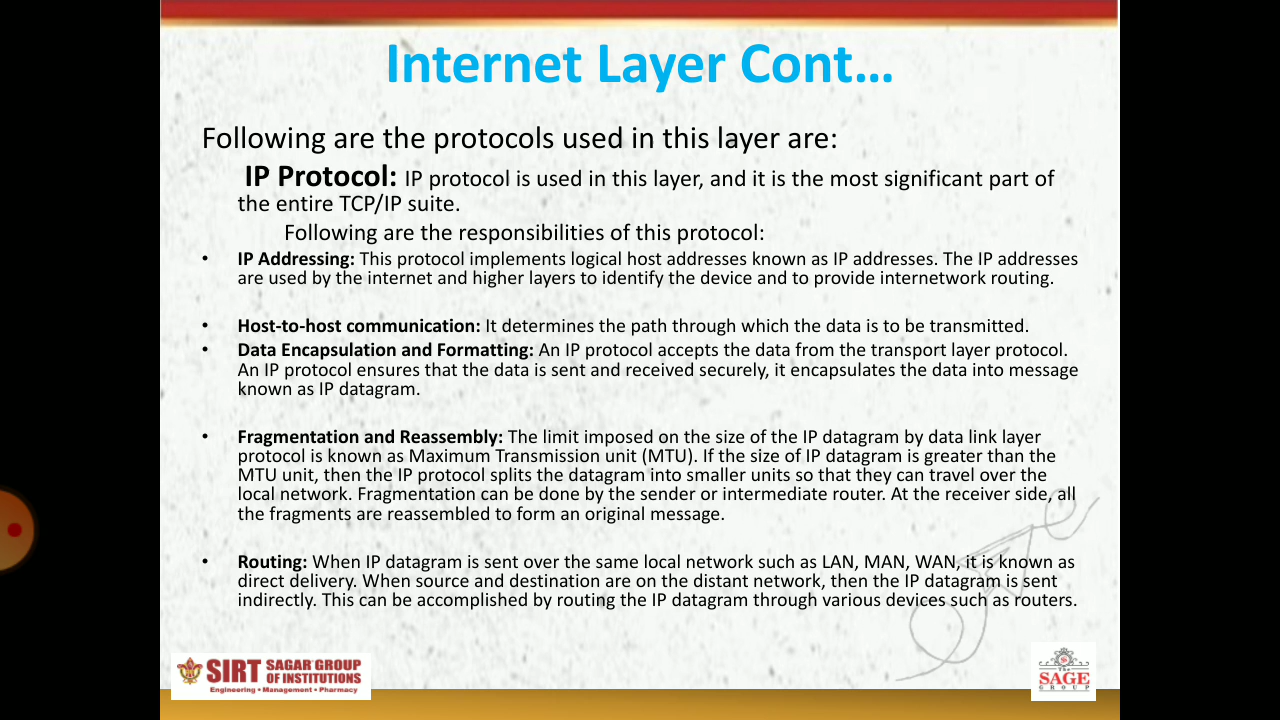 Internet Layer Cont…
Following are the protocols used in this layer are:
IP Protocol: IP protocol is used in this layer, and it is the most significant part of
the entire TCP/IP suite.
Following are the responsibilities of this protocol:
• IP Addressing: This protocol implements logical host addresses known as IP addresses. The IP addresses
are used by the internet and higher layers to identify the device and to provide internetwork routing.
• Host-to-host communication: It determines the path through which the data is to be transmitted.
• Data Encapsulation and Formatting: An IP protocol accepts the data from the transport layer protocol.
An IP protocol ensures that the data is sent and received securely, it encapsulates the data into message
known as IP datagram.
• Fragmentation and Reassembly: The limit imposed on the size of the IP datagram by data link layer
protocol is known as Maximum Transmission unit (MTU). If the size of IP datagram is greater than the
MTU unit, then the IP protocol splits the datagram into smaller units so that they can travel over the
local network. Fragmentation can be done by the sender or intermediate router. At the receiver side, all
the fragments are reassembled to form an original message.
• Routing: When IP datagram is sent over the same local network such as LAN, MAN, WAN, it is known as
direct delivery. When source and destination are on the distant network, then the IP datagram is sent
indirectly. This can be accomplished by routing the IP datagram through various devices such as routers.
SIRT SAGAR GROUP
OF INSTITUTIONS
Engineering • Management • Pharmacy
The
SAGE
GROUP